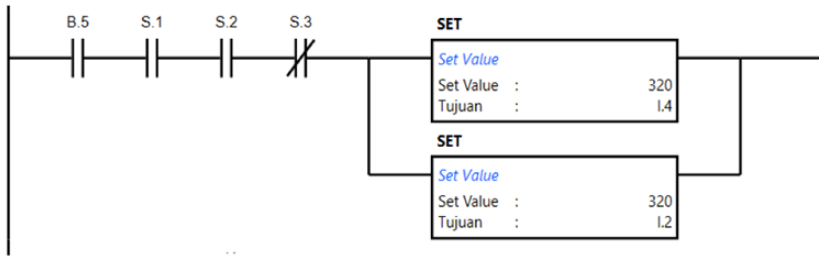 B.5 S.1 S.2 S.3
SET
Set Value
Set Value : 320
Tujuan : I.4
SET
Set Value
Set Value : 320
Tujuan : I.2